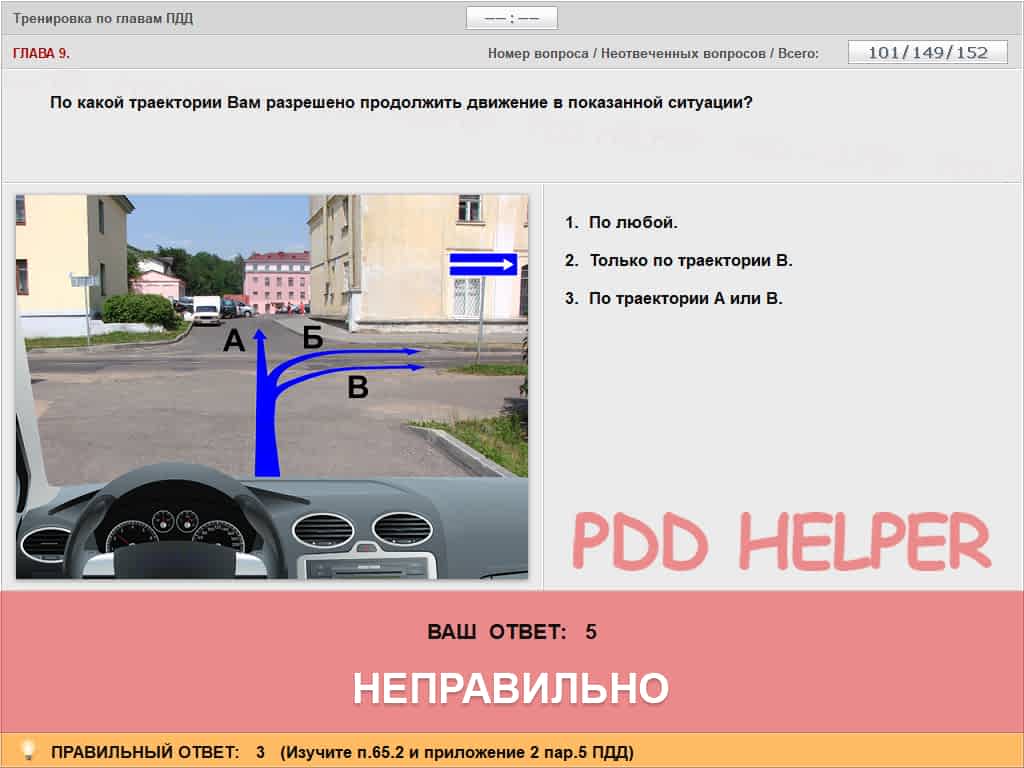 Тренировка по главам ПДД
–– : ––
ГЛАВА 9.
Номер вопроса / Неотвеченных вопросов / Всего:
101/149/152
По какой траектории Вам разрешено продолжить движение в показанной ситуации?
1. По любой.
2. Только по траектории В.
3. По траектории А или В.
А
Б
В
PDD HELPER
ВАШ ОТВЕТ: 5
НЕПРАВИЛЬНО
ПРАВИЛЬНЫЙ ОТВЕТ: 3 (Изучите п.65.2 и приложение 2 пар.5 ПДД)